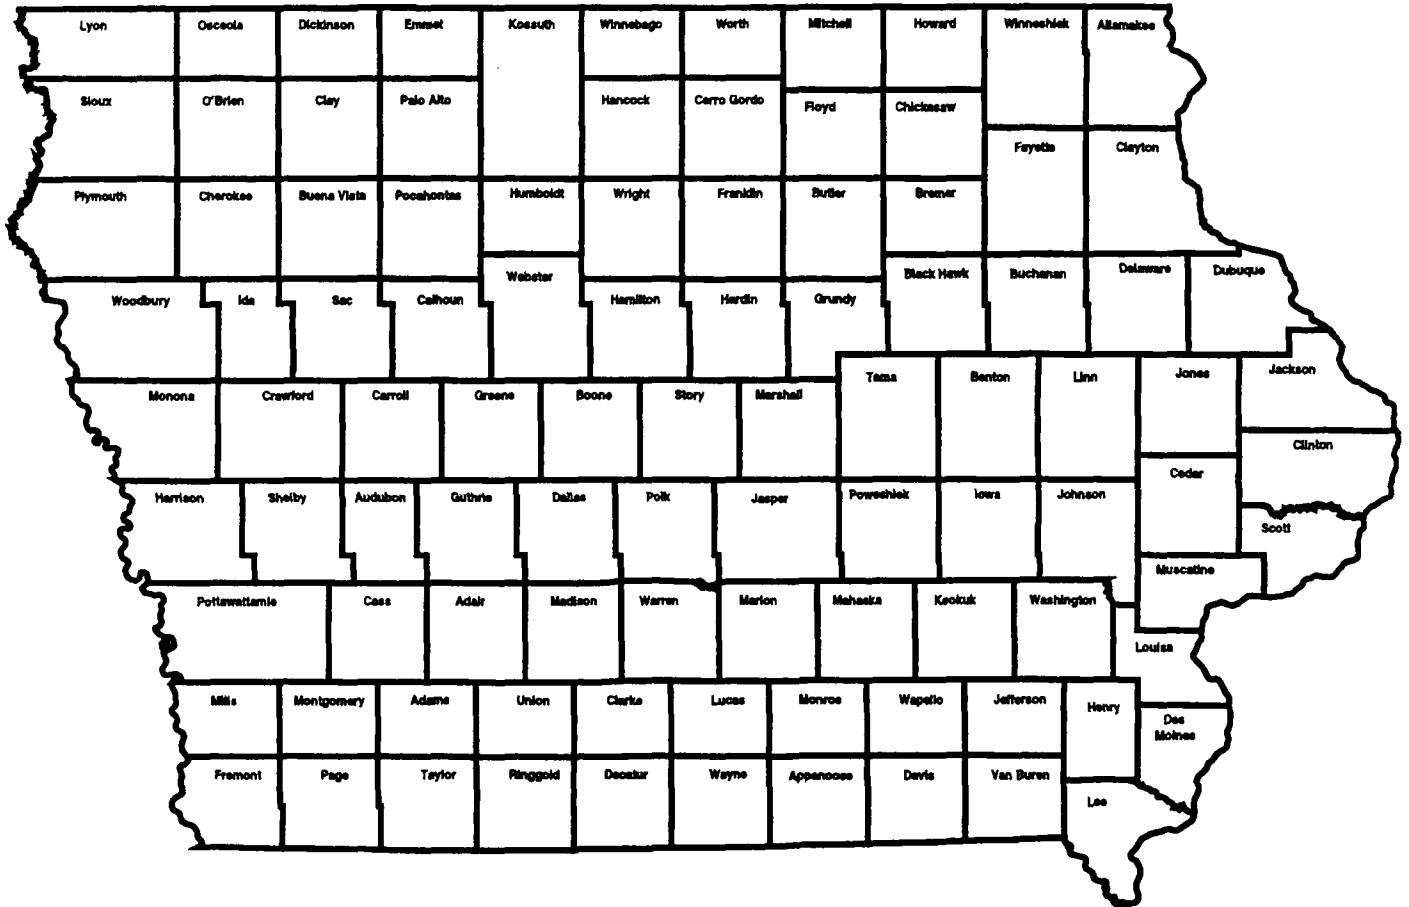 Lyon
Osceola
Dickinson
Emmet
Kossuth
Winnebago
Worth
Mitchell
Howard
Winneshiek
Allamakee
Sioux
O'Brien
Clay
Palo Alto
Hancock
Cerro Gordo
Floyd
Chickasaw
Fayette
Clayton
Plymouth
Cherokee
Buena Vista
Pocahontas
Humboldt
Wright
Franklin
Butler
Bremer
Woodbury
Ida
Sac
Calhoun
Webster
Hamilton
Hardin
Grundy
Black Hawk
Buchanan
Delaware
Dubuque
Monona
Crawford
Carroll
Greene
Boone
Story
Marshall
Tama
Benton
Linn
Jones
Jackson
Clinton
Cedar
Harrison
Shelby
Audubon
Guthrie
Dallas
Polk
Jasper
Poweshiek
Iowa
Johnson
Scott
Muscatine
Pottawattamie
Cass
Adair
Madison
Warren
Marion
Mahaska
Keokuk
Washington
Louisa
Mills
Montgomery
Adams
Union
Clarke
Lucas
Monroe
Wapello
Jefferson
Henry
Des
Moines
Fremont
Page
Taylor
Ringgold
Decatur
Wayne
Appanoose
Davis
Van Buren
Lee